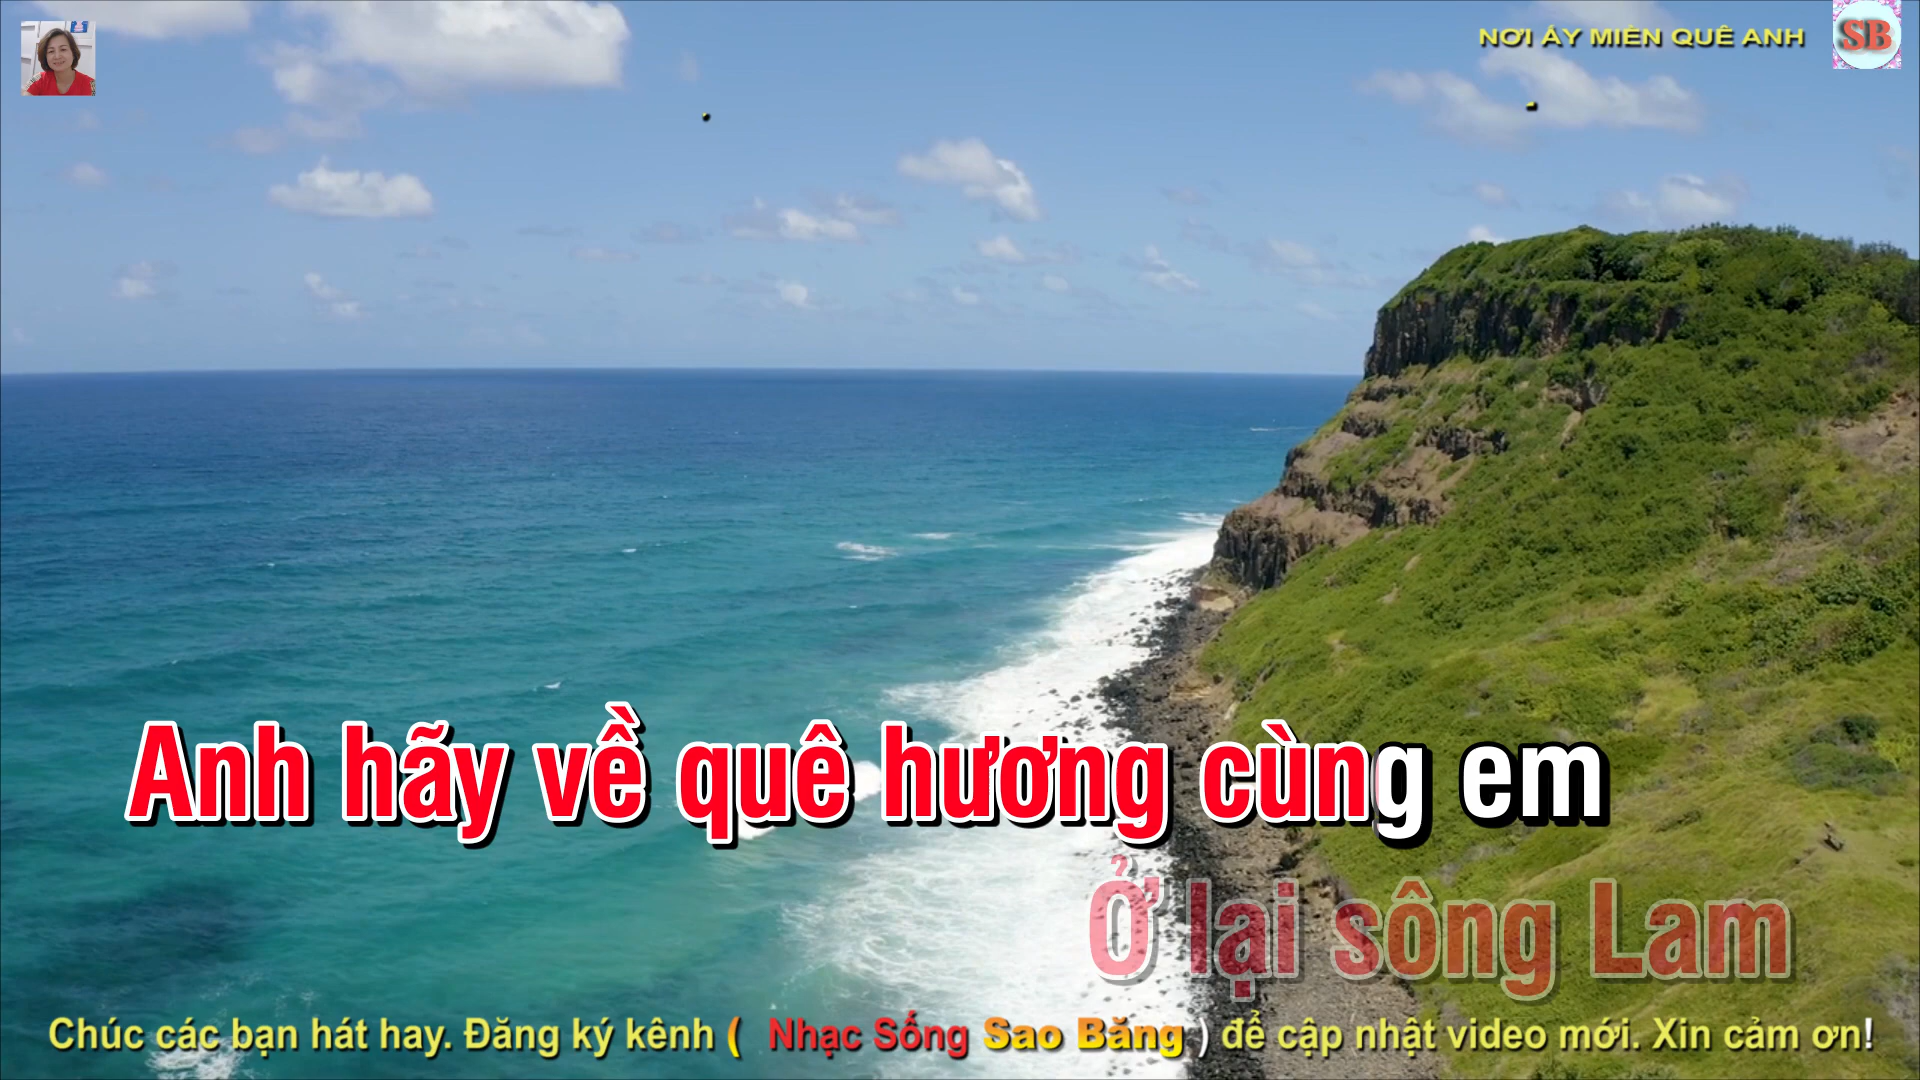 NƠI ẤY MIỀN QUÊ ANH
SB
Anh hãy về quê hương cùng em
Ở lại sông Lam
Chúc các bạn hát hay. Đăng ký kênh ( Nhạc Sống Sao Băng ) để cập nhật video mới. Xin cảm ơn!